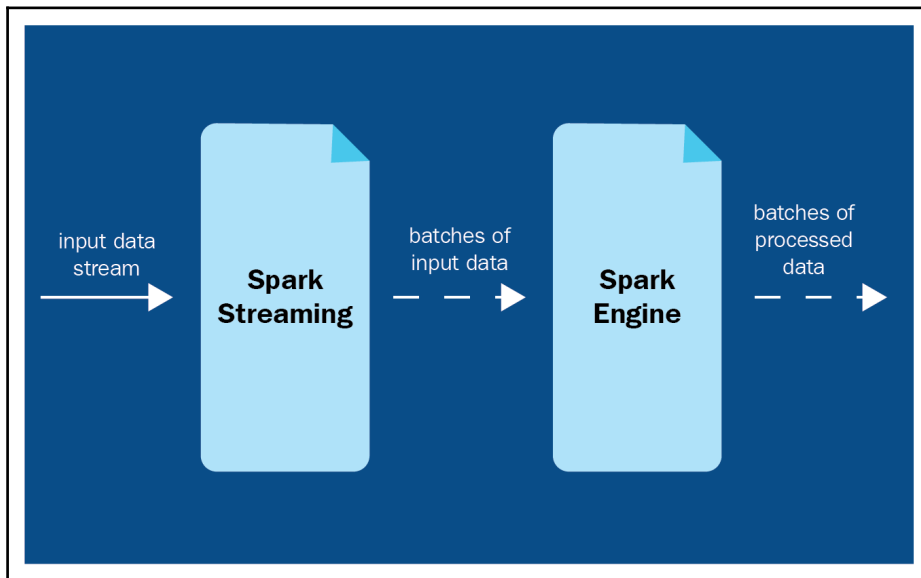 input data
stream
Spark
Streaming
batches of
input data
Spark
Engine
batches of
processed
data